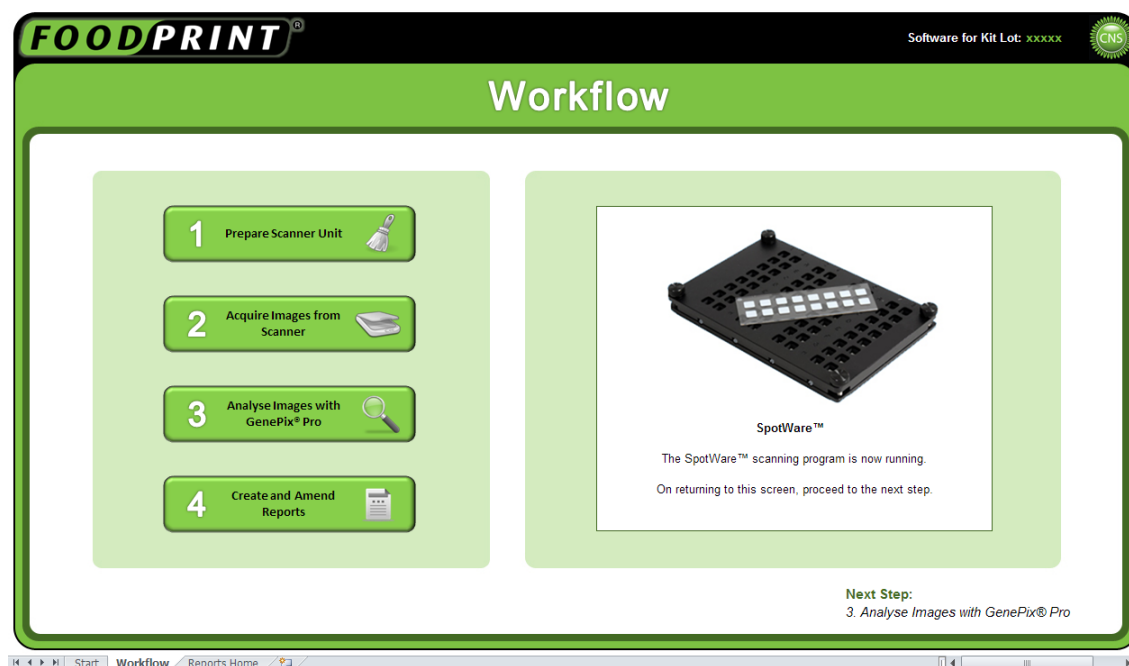 FOODPRINT®
Software for Kit Lot: xxxxx
CNS
Workflow
1 Prepare Scanner Unit
2 Acquire Images from
Scanner
3 Analyse Images with
GenePix® Pro
4 Create and Amend
Reports
SpotWare™
The SpotWare™ scanning program is now running.
On returning to this screen, proceed to the next step.
Next Step:
3. Analyse Images with GenePix® Pro
Start Workflow Reports Home